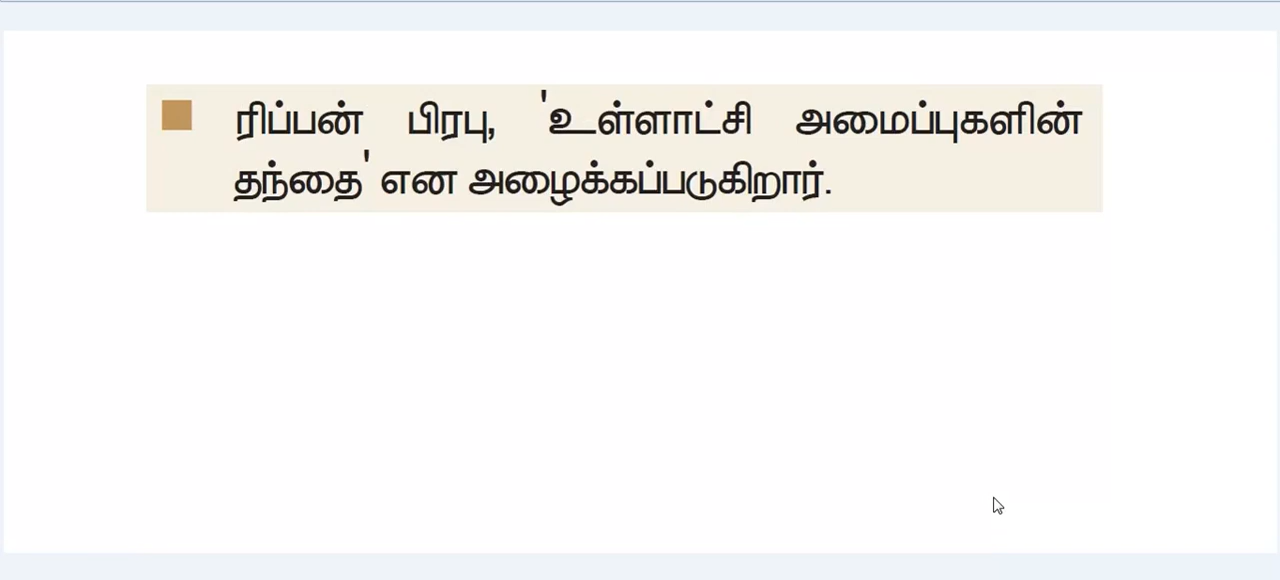 ரிப்பன் பிரபு, 'உள்ளாட்சி அமைப்புகளின்
தந்தை' என அழைக்கப்படுகிறார்.